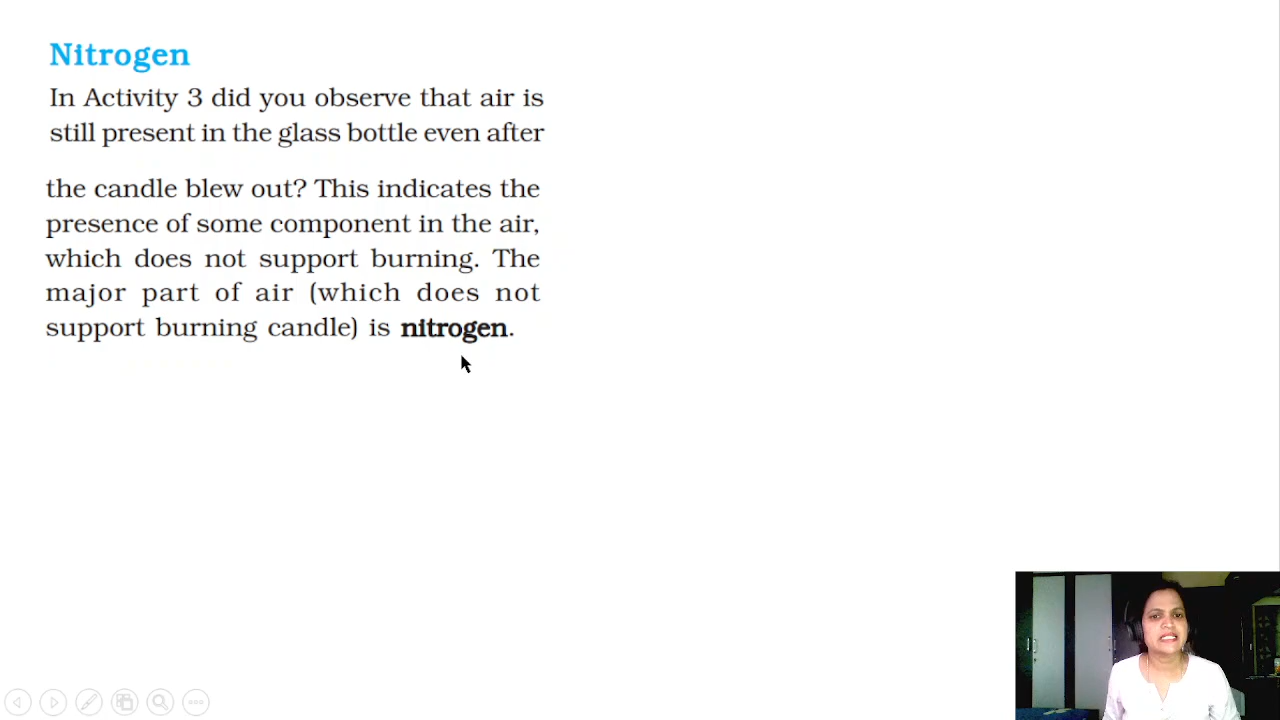 Nitrogen
In Activity 3 did you observe that air is
still present in the glass bottle even after
the candle blew out? This indicates the
presence of some component in the air,
which does not support burning. The
major part of air (which does not
support burning candle) is nitrogen.